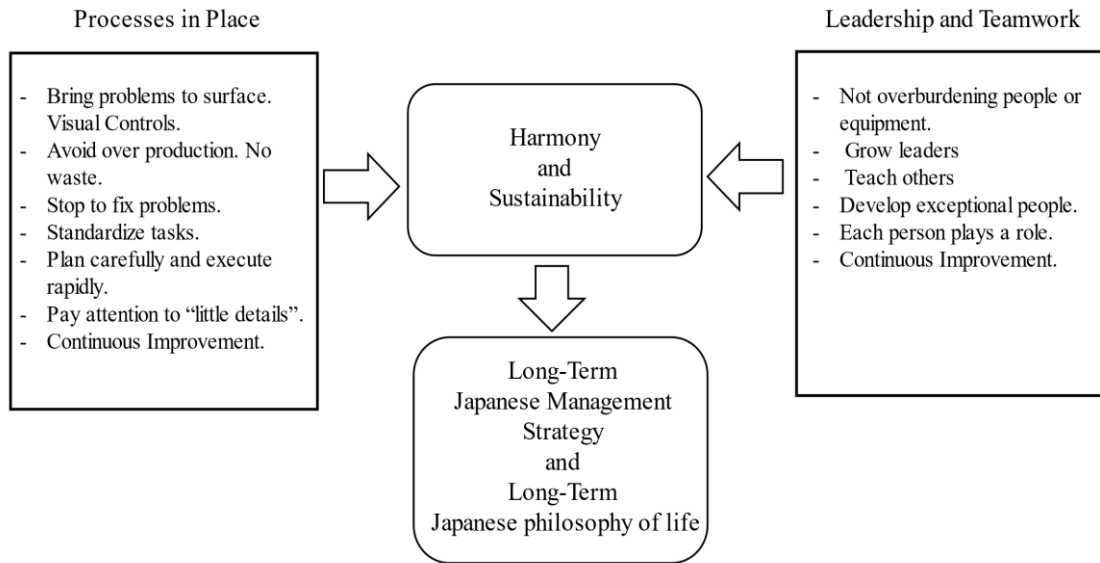 Processes in Place
- Bring problems to surface.
Visual Controls.
- Avoid over production. No
waste.
- Stop to fix problems.
- Standardize tasks.
- Plan carefully and execute
rapidly.
- Pay attention to “little details”.
- Continuous Improvement.
Harmony
and
Sustainability
Long-Term
Japanese Management
Strategy
and
Long-Term
Japanese philosophy of life
Leadership and Teamwork
- Not overburdening people or
equipment.
- Grow leaders
- Teach others
- Develop exceptional people.
- Each person plays a role.
- Continuous Improvement.